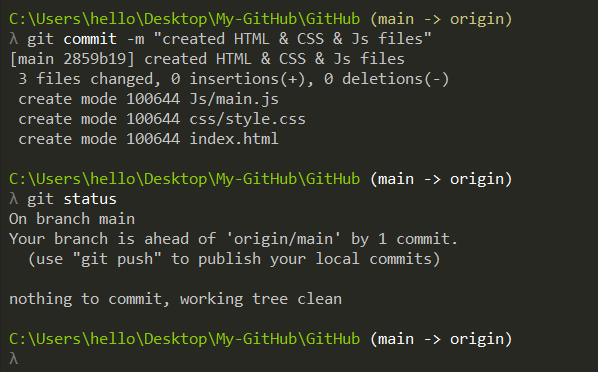 C:\Users\hello\Desktop\My-GitHub\GitHub (main -> origin)
λ git commit -m "created HTML & CSS & Js files"
[main 2859b19] created HTML & CSS & Js files
 3 files changed, 0 insertions(+), 0 deletions(-)
 create mode 100644 Js/main.js
 create mode 100644 css/style.css
 create mode 100644 index.html
C:\Users\hello\Desktop\My-GitHub\GitHub (main -> origin)
λ git status
On branch main
Your branch is ahead of 'origin/main' by 1 commit.
  (use "git push" to publish your local commits)
nothing to commit, working tree clean
C:\Users\hello\Desktop\My-GitHub\GitHub (main -> origin)
λ